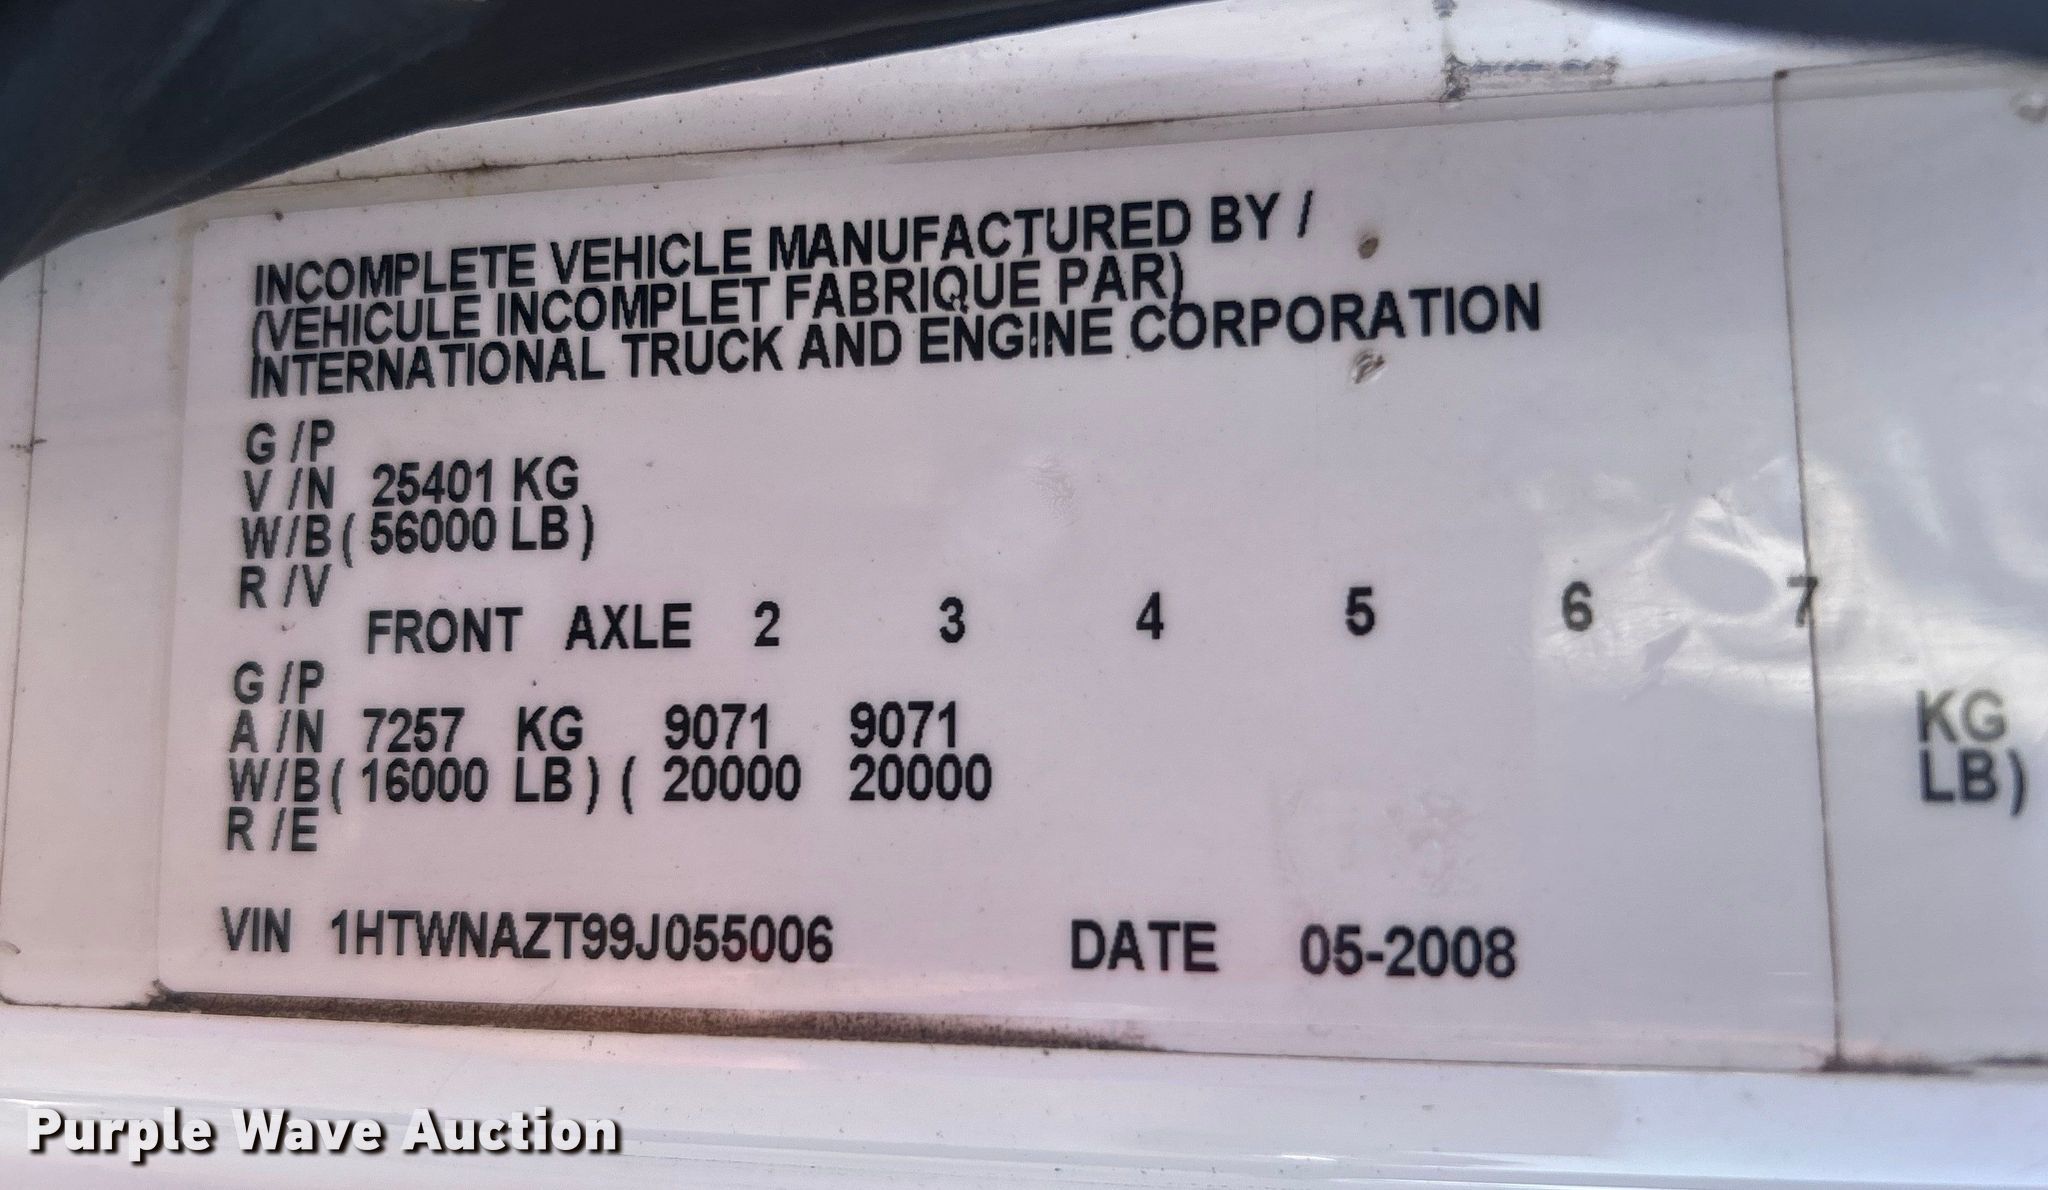 INCOMPLETE VEHICLE MANUFACTURED BY /
(VEHICULE INCOMPLET FABRIQUE PAR)
INTERNATIONAL TRUCK AND ENGINE CORPORATION
G /P
V /N 25401 KG
W/B ( 56000 LB )
R /V
FRONT AXLE 2 3 4 5 6 7
G /P
A /N 7257 KG 9071 9071 KG
W/B ( 16000 LB ) ( 20000 20000 LB )
R /E
VIN 1HTWNAZT99J055006 DATE 05-2008
Purple Wave Auction